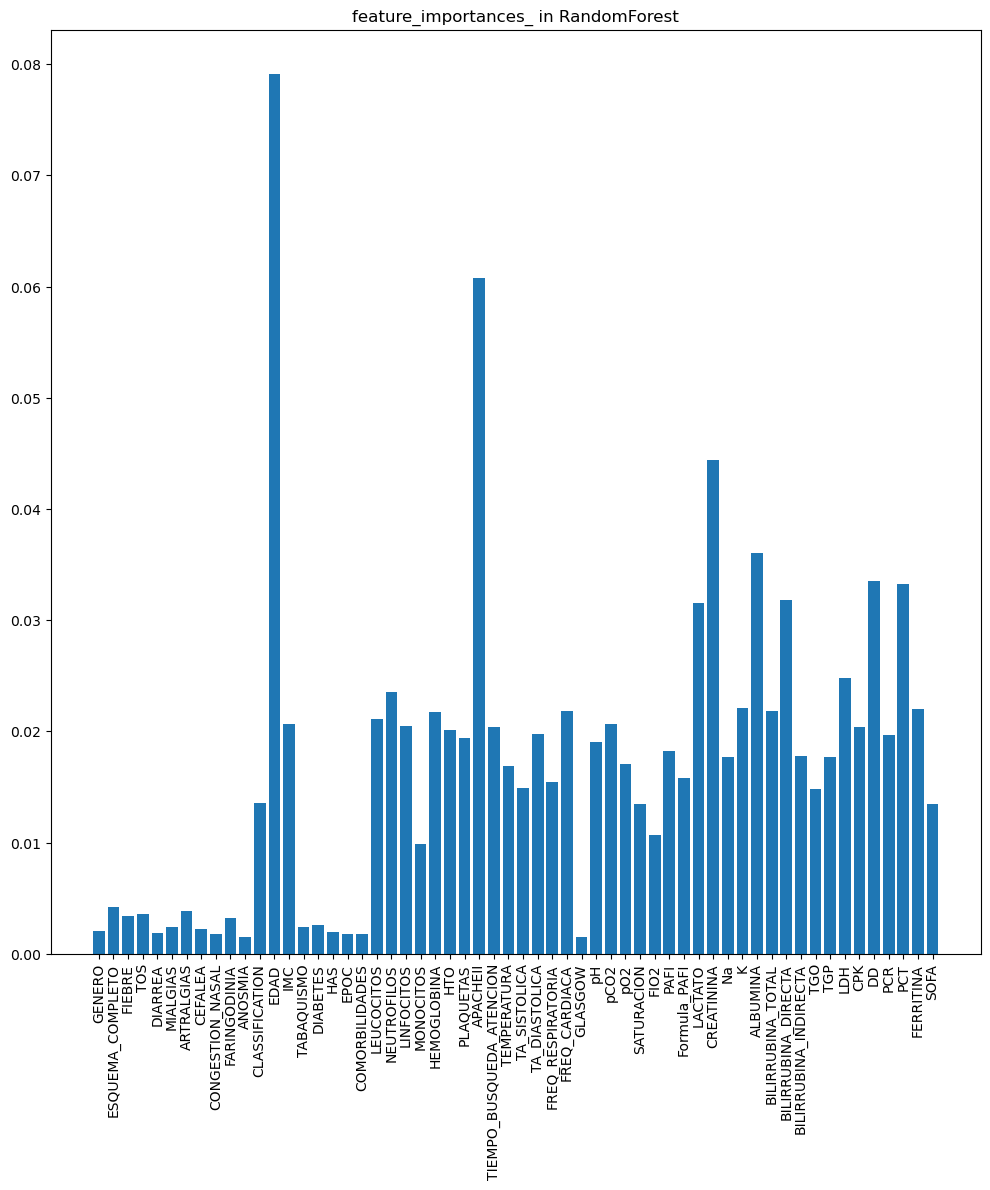 feature_importances_ in RandomForest
0.08
0.07
0.06
0.05
0.04
0.03
0.02
0.01
0.00
GENERO
ESQUEMA_COMPLETO
FIEBRE
TOS
DIARREA
MIALGIAS
ARTRALGIAS
CEFALEA
CONGESTION_NASAL
FARINGODINIA
ANOSMIA
CLASSIFICATION
EDAD
IMC
TABAQUISMO
DIABETES
HAS
EPOC
COMORBILIDADES
LEUCOCITOS
NEUTROFILOS
LINFOCITOS
MONOCITOS
HEMOGLOBINA
HTO
PLAQUETAS
APACHEII
TIEMPO_BUSQUEDA_ATENCION
TEMPERATURA
TA_SISTOLICA
TA_DIASTOLICA
FREQ_RESPIRATORIA
FREQ_CARDIACA
GLASGOW
pH
pCO2
pO2
SATURACION
FIO2
PAFI
Formula_PAFI
LACTATO
CREATININA
Na
K
ALBUMINA
BILIRRUBINA_TOTAL
BILIRRUBINA_DIRECTA
BILIRRUBINA_INDIRECTA
TGO
TGP
LDH
CPK
DD
PCR
PCT
FERRITINA
SOFA